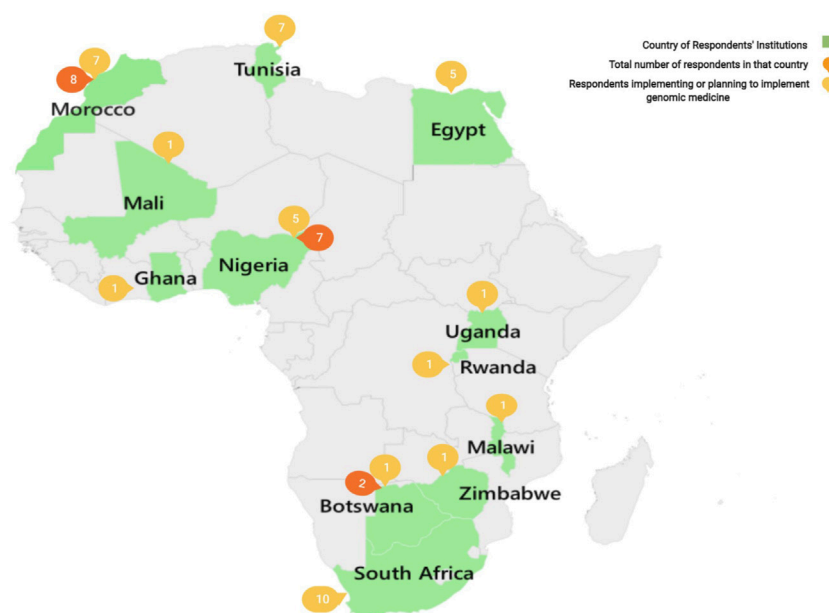 7
7
Country of Respondents' Institutions
8
Tunisia
Total number of respondents in that country
5
Respondents implementing or planning to implement
genomic medicine
Morocco
Egypt
1
Mali
5
7
Ghana
Nigeria
1
1
Uganda
1
Rwanda
1
Malawi
1
1
2
Zimbabwe
Botswana
South Africa
10